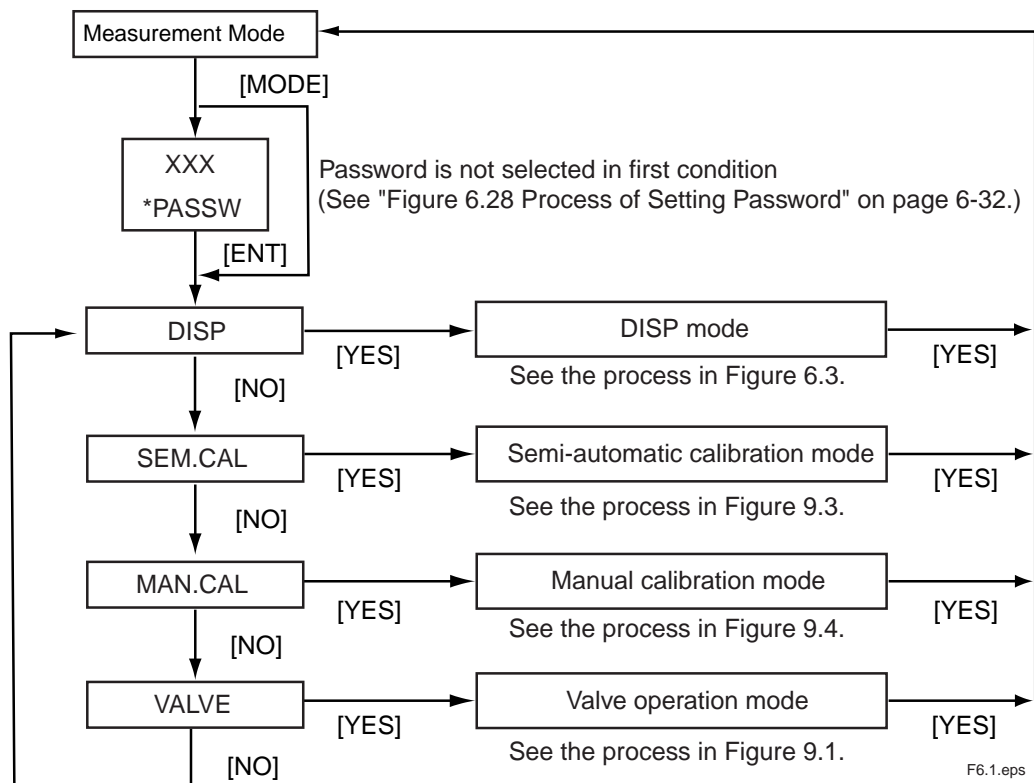 Measurement Mode
[MODE]
XXX
*PASSW
Password is not selected in first condition
(See "Figure 6.28 Process of Setting Password" on page 6-32.)
[ENT]
DISP
[YES]
DISP mode
[YES]
See the process in Figure 6.3.
[NO]
SEM.CAL
[YES]
Semi-automatic calibration mode
[YES]
See the process in Figure 9.3.
[NO]
MAN.CAL
[YES]
Manual calibration mode
[YES]
See the process in Figure 9.4.
[NO]
VALVE
[YES]
Valve operation mode
[YES]
See the process in Figure 9.1.
[NO]
F6.1.eps